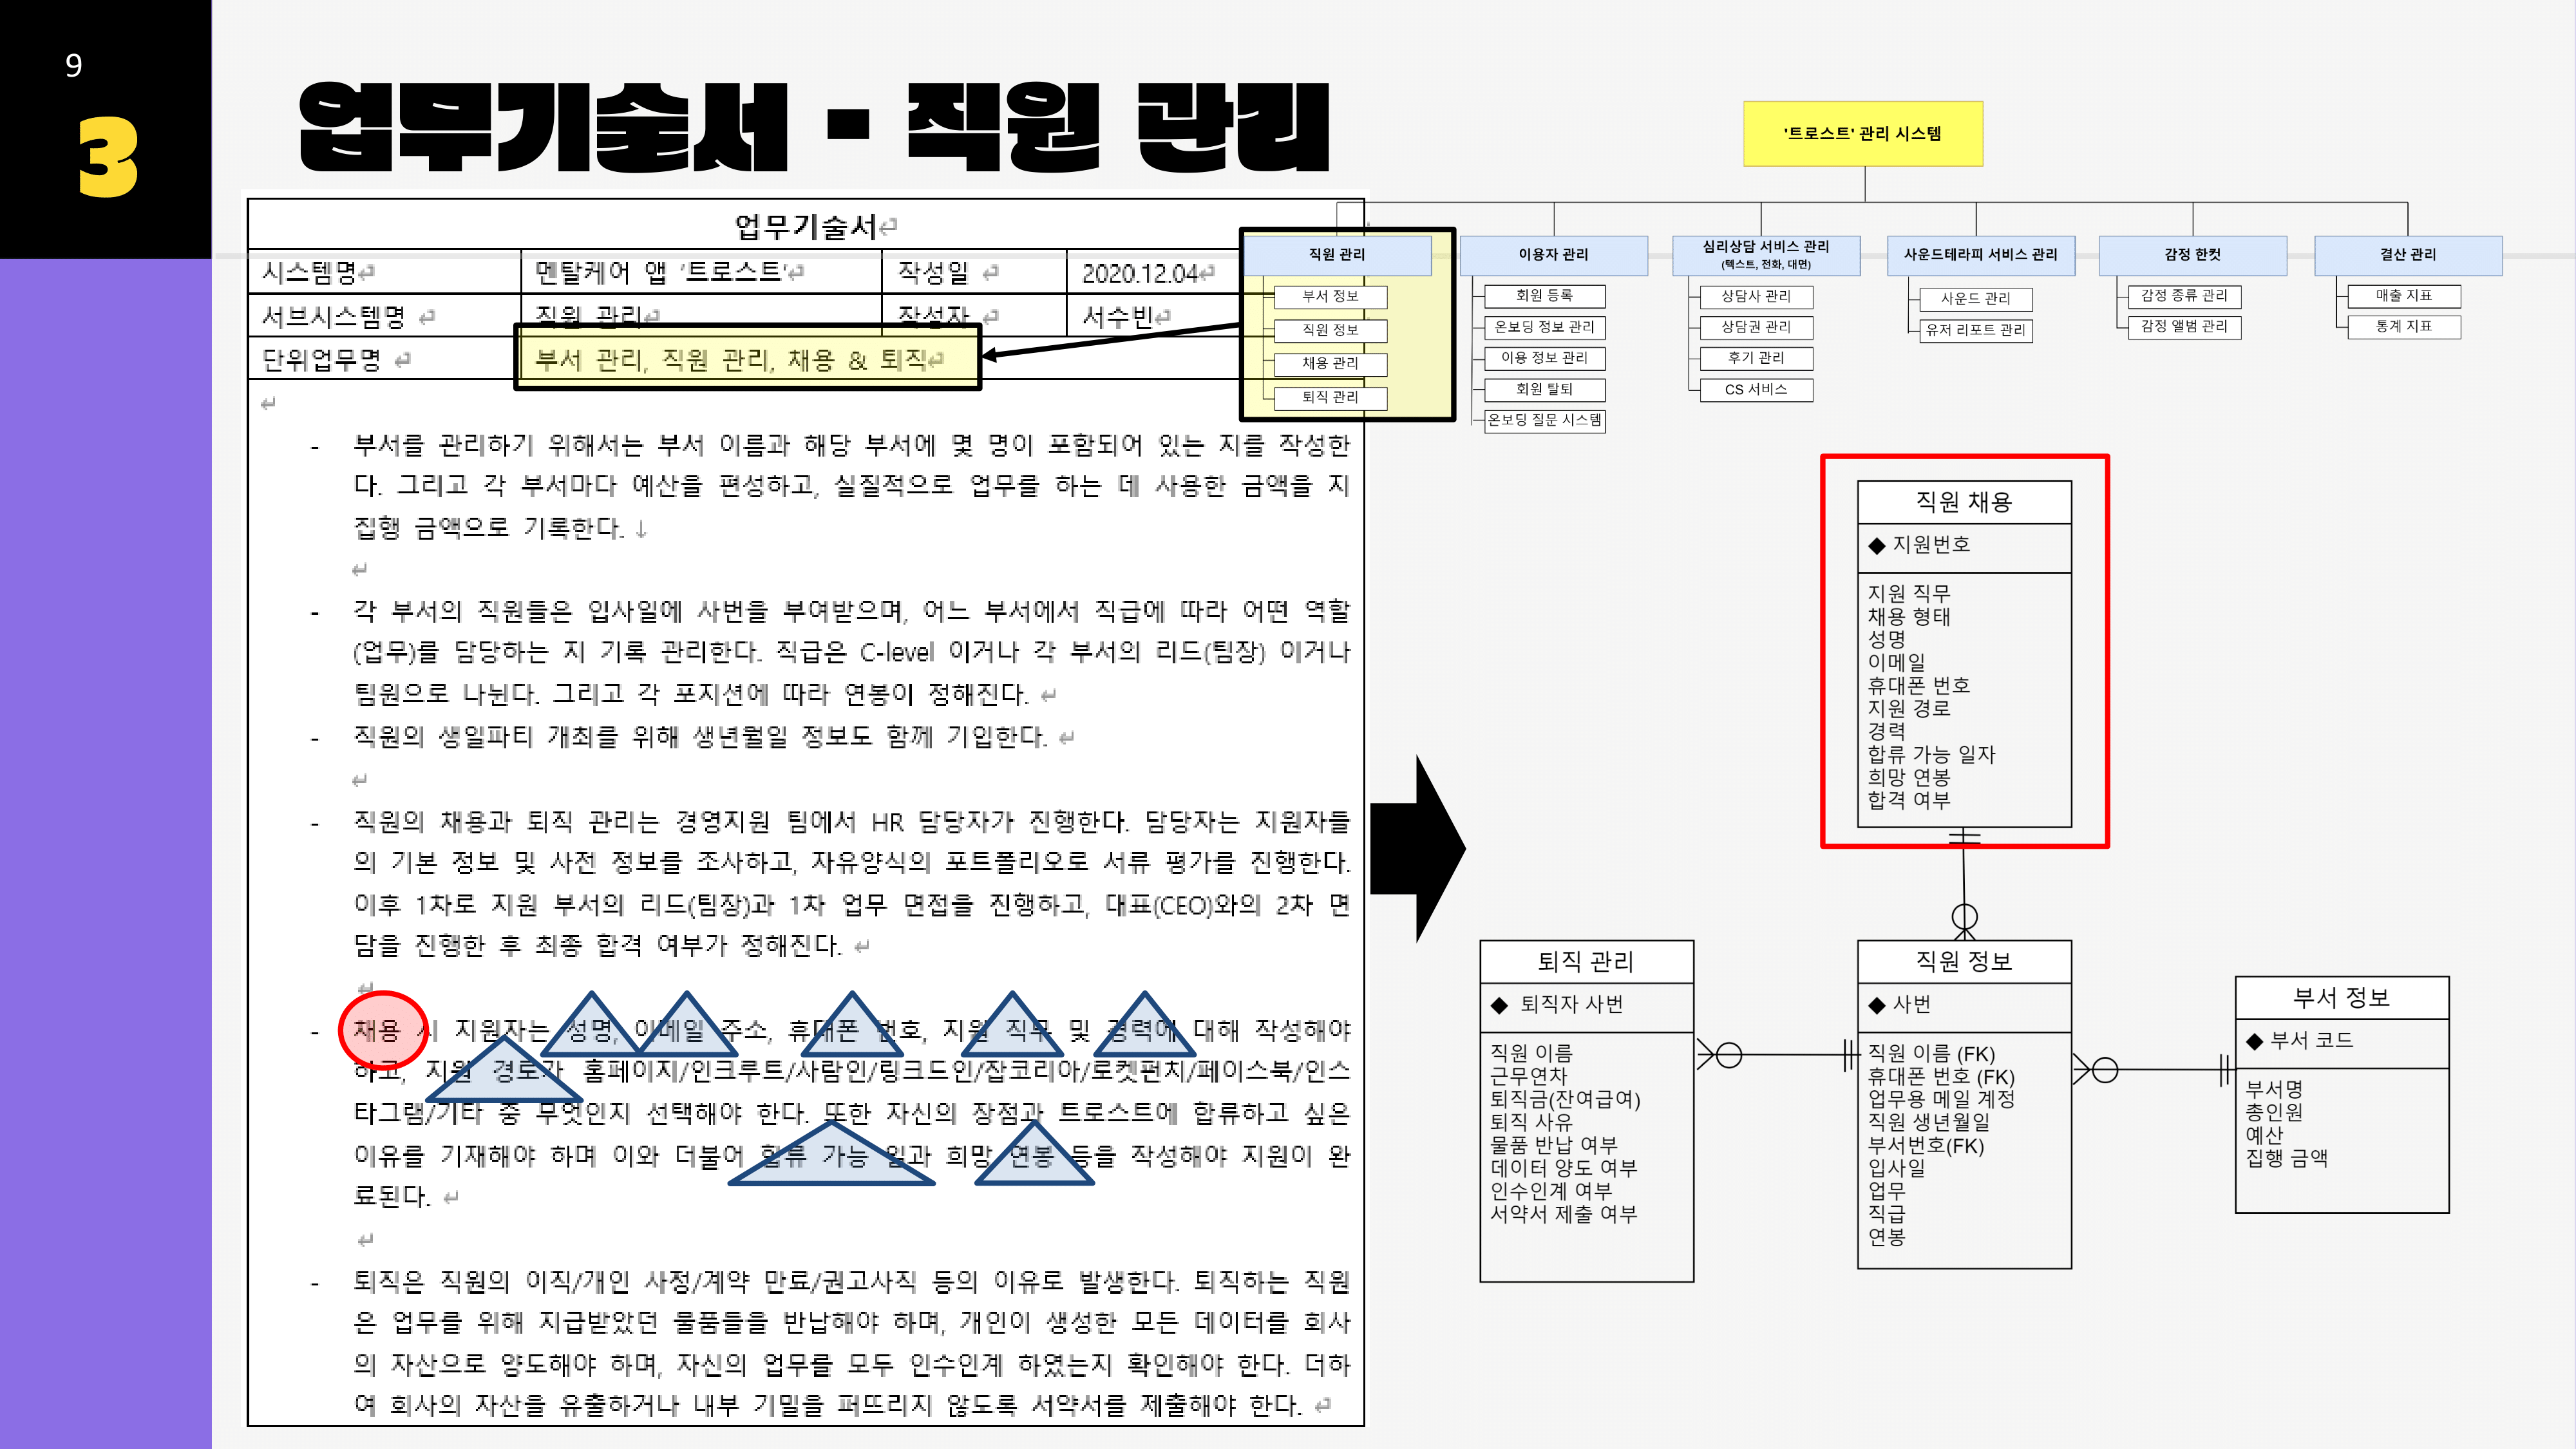 9
3
업무기술서 - 직원 관리
업무기술서
시스템명 멘탈케어 앱 '트로스트' 작성일 2020.12.04
서브시스템명 직원 관리 작성자 서수빈
단위업무명 부서 관리, 직원 관리, 채용 & 퇴직
- 부서를 관리하기 위해서는 부서 이름과 해당 부서에 몇 명이 포함되어 있는 지를 작성한
다. 그리고 각 부서마다 예산을 편성하고, 실질적으로 업무를 하는 데 사용한 금액을 지
집행 금액으로 기록한다.
- 각 부서의 직원들은 입사일에 사번을 부여받으며, 어느 부서에서 직급에 따라 어떤 역할
(업무)를 담당하는 지 기록 관리한다. 직급은 C-level 이거나 각 부서의 리드(팀장) 이거나
팀원으로 나뉜다. 그리고 각 포지션에 따라 연봉이 정해진다.
- 직원의 생일파티 개최를 위해 생년월일 정보도 함께 기입한다.
- 직원의 채용과 퇴직 관리는 경영지원 팀에서 HR 담당자가 진행한다. 담당자는 지원자들
의 기본 정보 및 사전 정보를 조사하고, 자유양식의 포트폴리오로 서류 평가를 진행한다.
이후 1차로 지원 부서의 리드(팀장)과 1차 업무 면접을 진행하고, 대표(CEO)와의 2차 면
담을 진행한 후 최종 합격 여부가 정해진다.
- 채용 시 지원자는 성명, 이메일 주소, 휴대폰 번호, 지원 직무 및 경력에 대해 작성해야
하고, 지원 경로가 홈페이지/인크루트/사람인/링크드인/잡코리아/로켓펀치/페이스북/인스
타그램/기타 중 무엇인지 선택해야 한다. 또한 자신의 장점과 트로스트에 합류하고 싶은
이유를 기재해야 하며 이와 더불어 합류 가능 일과 희망 연봉 등을 작성해야 지원이 완
료된다.
- 퇴직은 직원의 이직/개인 사정/계약 만료/권고사직 등의 이유로 발생한다. 퇴직하는 직원
은 업무를 위해 지급받았던 물품들을 반납해야 하며, 개인이 생성한 모든 데이터를 회사
의 자산으로 양도해야 하며, 자신의 업무를 모두 인수인계 하였는지 확인해야 한다. 더하
여 회사의 자산을 유출하거나 내부 기밀을 퍼뜨리지 않도록 서약서를 제출해야 한다.
'트로스트' 관리 시스템
직원 관리
부서 정보
직원 정보
채용 관리
퇴직 관리
이용자 관리
회원 등록
온보딩 정보 관리
이용 정보 관리
회원 탈퇴
온보딩 질문 시스템
심리상담 서비스 관리
(텍스트, 전화, 대면)
상담사 관리
상담권 관리
후기 관리
CS 서비스
사운드테라피 서비스 관리
사운드 관리
유저 리포트 관리
감정 한컷
감정 종류 관리
감정 앨범 관리
결산 관리
매출 지표
통계 지표
직원 채용
◆ 지원번호
지원 직무
채용 형태
성명
이메일
휴대폰 번호
지원 경로
경력
합류 가능 일자
희망 연봉
합격 여부
퇴직 관리
◆ 퇴직자 사번
직원 이름
근무연차
퇴직금(잔여급여)
퇴직 사유
물품 반납 여부
데이터 양도 여부
인수인계 여부
서약서 제출 여부
직원 정보
◆ 사번
직원 이름 (FK)
휴대폰 번호 (FK)
업무용 메일 계정
직원 생년월일
부서번호(FK)
입사일
업무
직급
연봉
부서 정보
◆ 부서 코드
부서명
총인원
예산
집행 금액